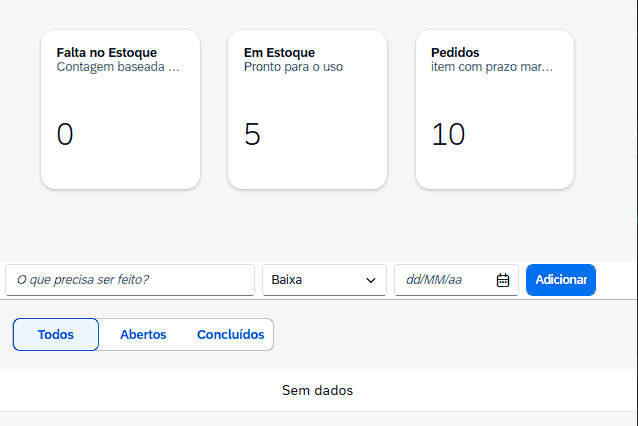 Falta no Estoque
Contagem baseada ...
0
Em Estoque
Pronto para o uso
5
Pedidos
item com prazo mar...
10
O que precisa ser feito?
Baixa
dd/MM/aa
Adicionar
Todos
Abertos
Concluídos
Sem dados